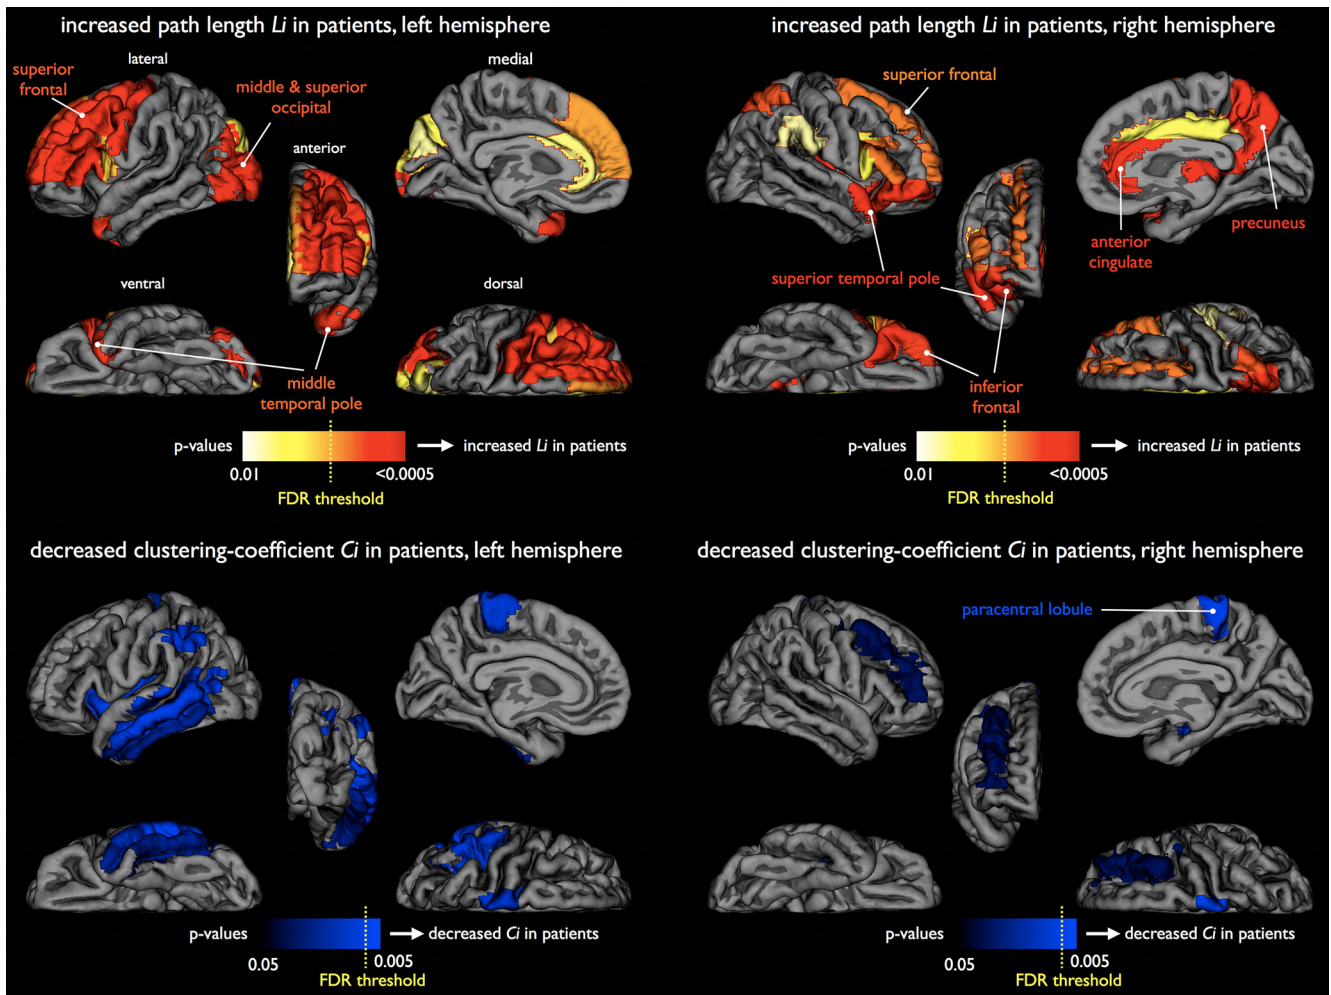 increased path length Li in patients, left hemisphere
lateral
medial
superior
frontal
middle & superior
occipital
anterior
ventral
dorsal
middle
temporal pole
p-values
increased Li in patients
0.01
<0.0005
FDR threshold
increased path length Li in patients, right hemisphere
superior frontal
precuneus
anterior
cingulate
superior temporal pole
inferior
frontal
p-values
increased Li in patients
0.01
<0.0005
FDR threshold
decreased clustering-coefficient Ci in patients, left hemisphere
p-values
decreased Ci in patients
0.05
0.005
FDR threshold
decreased clustering-coefficient Ci in patients, right hemisphere
paracentral lobule
p-values
decreased Ci in patients
0.05
0.005
FDR threshold